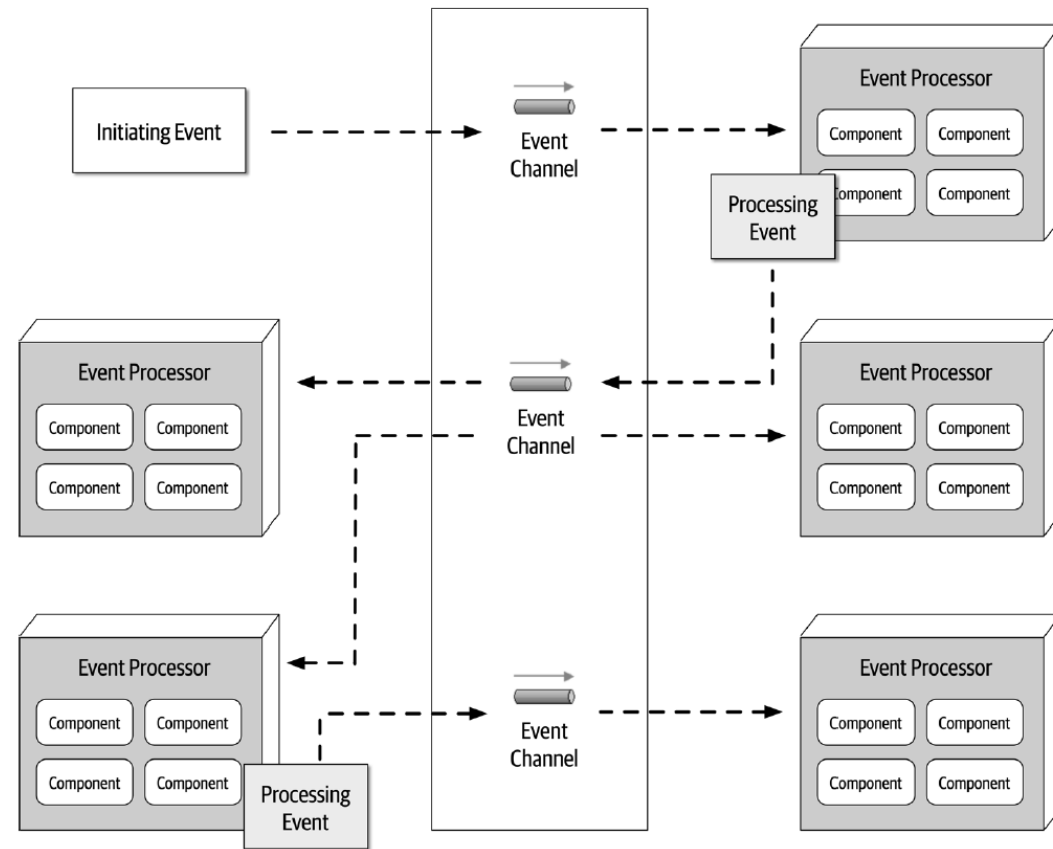 Initiating Event
Event
Channel
Event Processor
Component Component
Component Component
Processing
Event
Event Processor
Component Component
Component Component
Event
Channel
Event Processor
Component Component
Component Component
Event Processor
Component Component
Component Component
Processing
Event
Event
Channel
Event Processor
Component Component
Component Component